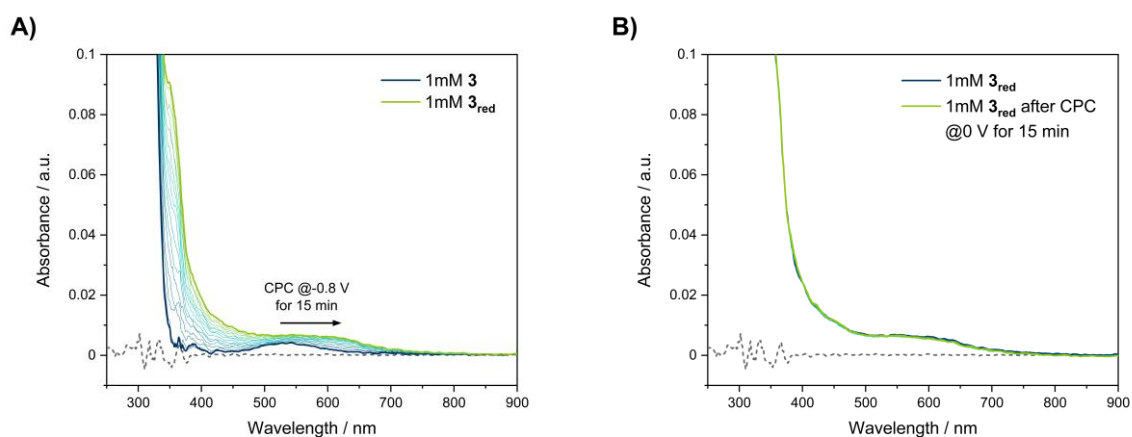 A)
0.1
0.08
0.06
0.04
0.02
0
Absorbance / a.u.
1mM 3
1mM 3red
CPC @-0.8 V
for 15 min
300
400
500
600
700
800
900
Wavelength / nm
B)
0.1
0.08
0.06
0.04
0.02
0
Absorbance / a.u.
1mM 3red
1mM 3red after CPC
@0 V for 15 min
300
400
500
600
700
800
900
Wavelength / nm